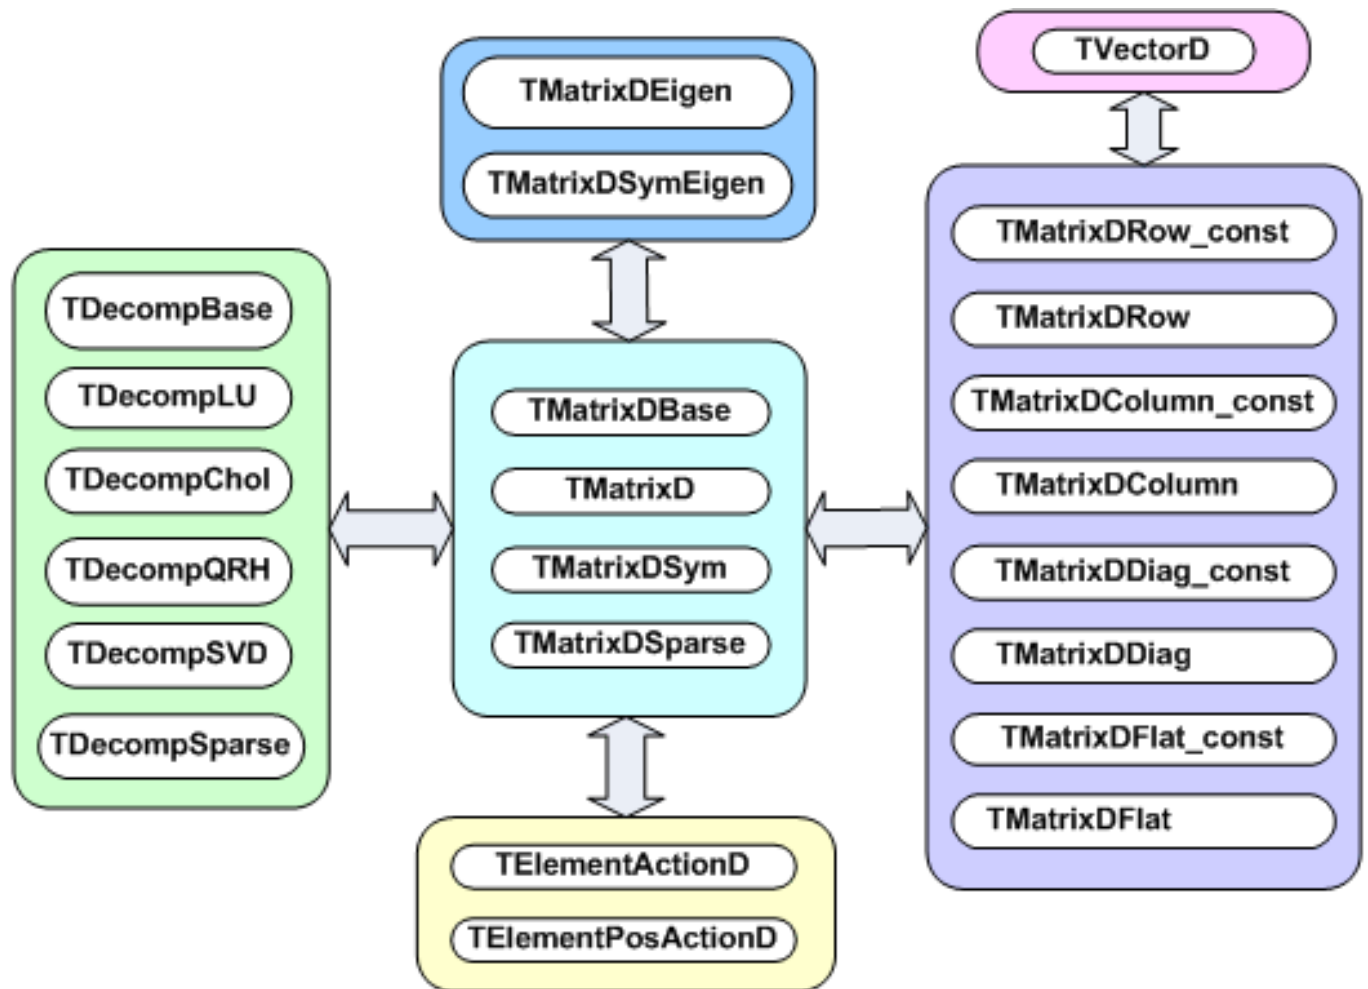 TVectorD
TMatrixDEigen
TMatrixDSymEigen
TDecompBase
TDecompLU
TDecompChol
TDecompQRH
TDecompSVD
TDecompSparse
TMatrixDBase
TMatrixD
TMatrixDSym
TMatrixDSparse
TMatrixDRow_const
TMatrixDRow
TMatrixDColumn_const
TMatrixDColumn
TMatrixDDiag_const
TMatrixDDiag
TMatrixDFlat_const
TMatrixDFlat
TElementActionD
TElementPosActionD